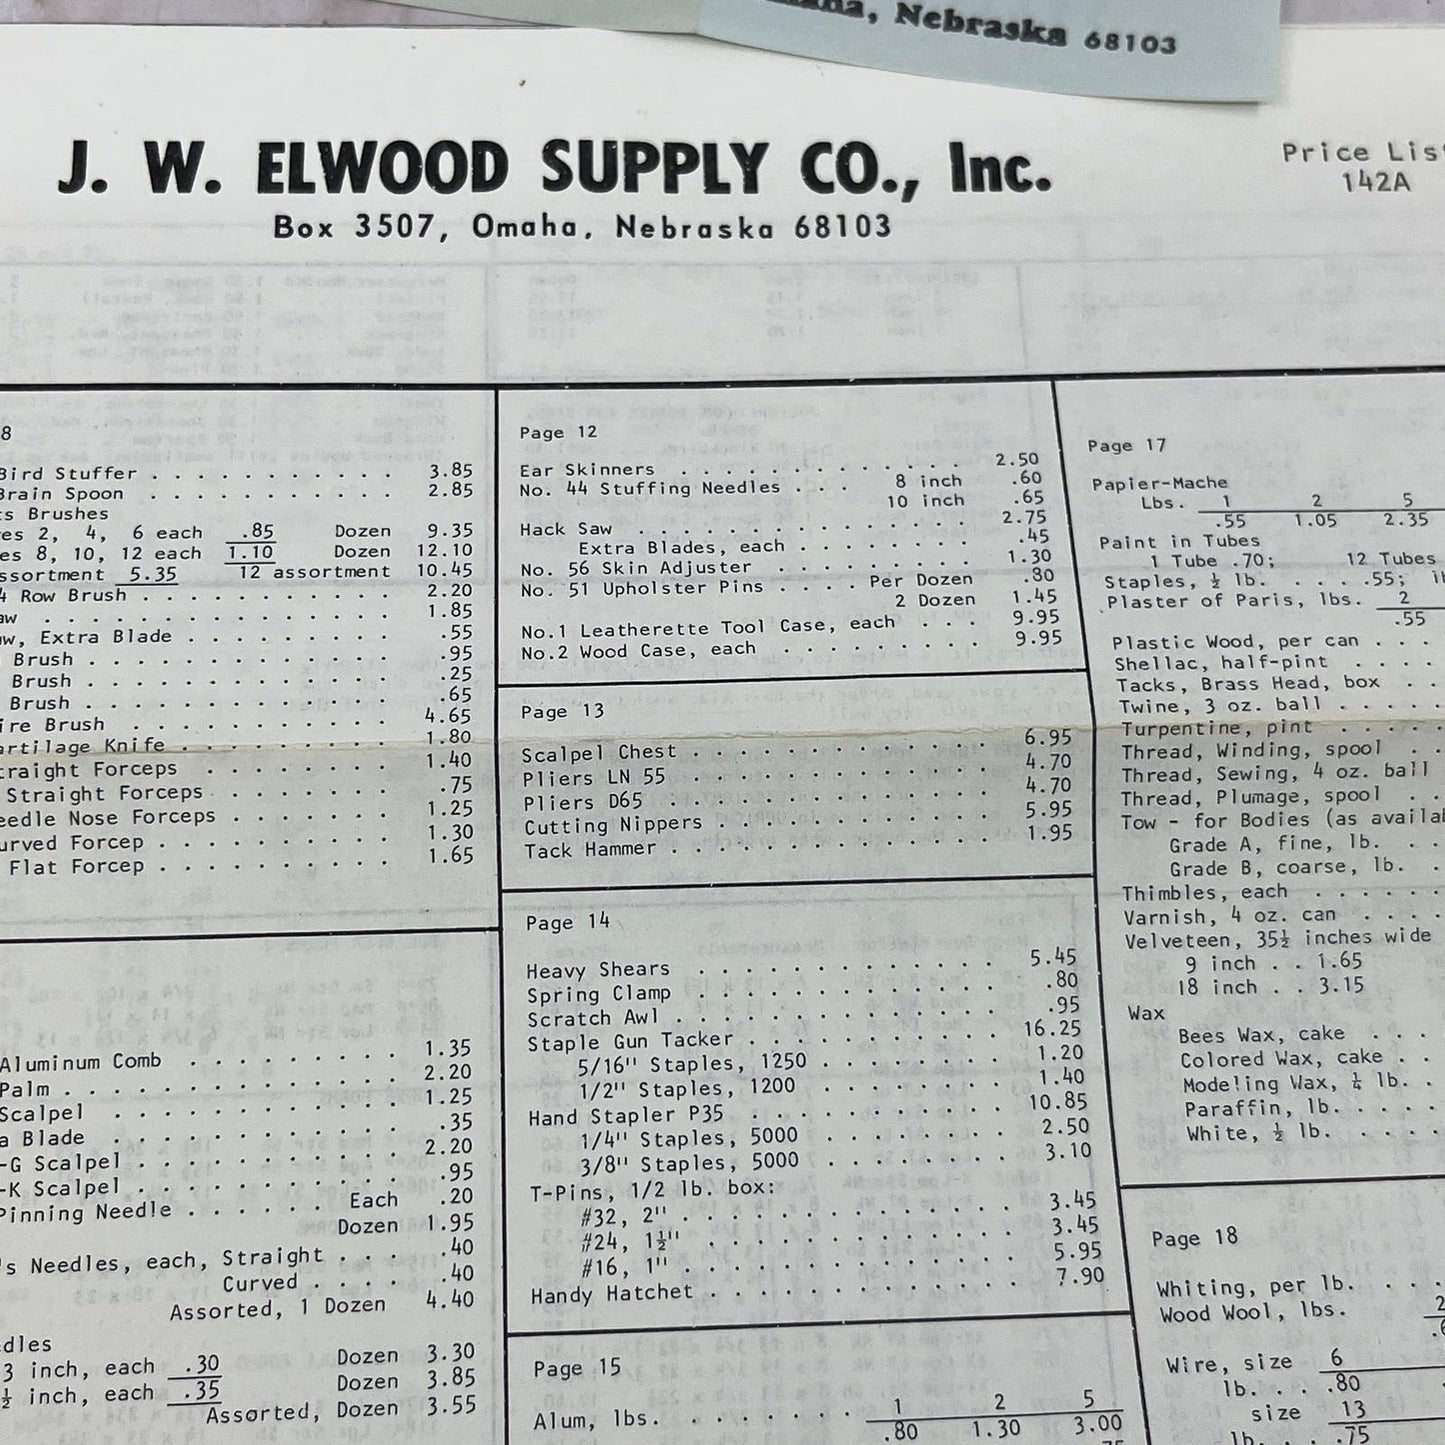 Nebraska 68103
J. W. ELWOOD SUPPLY CO., Inc.
Box 3507, Omaha, Nebraska 68103
Price
142A
8
Bird Stuffer . . . . . . . . . . . 3.85
Brain Spoon . . . . . . . . . . . 2.85
Brushes
2, 4, 6 each .85 Dozen 9.35
8, 10, 12 each 1.10 Dozen 12.10
5.35 12 assortment 10.45
4 Row Brush . . . . . . . . . . . 2.20
1.85
Extra Blade . . . . . . . . . . .55
Brush . . . . . . . . . . . . . .95
Brush . . . . . . . . . . . . . .25
Brush . . . . . . . . . . . . . .65
Brush . . . . . . . . . . . 4.65
Knife . . . . . . . . . 1.80
Forceps . . . . . . . . 1.40
Straight Forceps . . . . . . . .75
Nose Forceps . . . . . . . 1.25
Forcep . . . . . . . . . . 1.30
Flat Forcep . . . . . . . . . . 1.65
Aluminum Comb . . . . . . . . . 1.35
Palm . . . . . . . . . . . . . . 2.20
Scalpel . . . . . . . . . . . . 1.25
Blade . . . . . . . . . . . . .35
-G Scalpel . . . . . . . . . . . 2.20
-K Scalpel . . . . . . . . . . . .95
Pinning Needle . . . . . . Each .20
Dozen 1.95
's Needles, each, Straight . . . .40
Curved . . . . .40
Assorted, 1 Dozen 4.40
3 inch, each .30 Dozen 3.30
½ inch, each .35 Dozen 3.85
Assorted, Dozen 3.55
Page 12
Ear Skinners . . . . . . . . . . . . 2.50
No. 44 Stuffing Needles . . . 8 inch .60
10 inch .65
Hack Saw . . . . . . . . . . . . . . 2.75
Extra Blades, each . . . . . . . . .45
No. 56 Skin Adjuster . . . . . . . . 1.30
No. 51 Upholster Pins . . . . Per Dozen .80
2 Dozen 1.45
No.1 Leatherette Tool Case, each . . . 9.95
No.2 Wood Case, each . . . . . . . . . 9.95
Page 13
Scalpel Chest . . . . . . . . . . . . . 6.95
Pliers LN 55 . . . . . . . . . . . . . 4.70
Pliers D65 . . . . . . . . . . . . . . 4.70
Cutting Nippers . . . . . . . . . . . . 5.95
Tack Hammer . . . . . . . . . . . . . . 1.95
Page 14
Heavy Shears . . . . . . . . . . . . . 5.45
Spring Clamp . . . . . . . . . . . . . .80
Scratch Awl . . . . . . . . . . . . . . .95
Staple Gun Tacker . . . . . . . . . . . 16.25
5/16" Staples, 1250 . . . . . . . . 1.20
1/2" Staples, 1200 . . . . . . . . 1.40
Hand Stapler P35 . . . . . . . . . . . 10.85
1/4" Staples, 5000 . . . . . . . . 2.50
3/8" Staples, 5000 . . . . . . . . 3.10
T-Pins, 1/2 lb. box:
#32, 2" . . . . . . . . . . . . . . 3.45
#24, 1½" . . . . . . . . . . . . . 3.45
#16, 1" . . . . . . . . . . . . . . 5.95
Handy Hatchet . . . . . . . . . . . . . 7.90
Page 15
Alum, lbs. . . . . . . . . 1 2 5
.80 1.30 3.00
Page 17
Papier-Mache
Lbs. 1 2 5
.55 1.05 2.35
Paint in Tubes
1 Tube .70; 12 Tubes
Staples, ½ lb. . . . . .55;
Plaster of Paris, lbs. 2
.55
Plastic Wood, per can . . .
Shellac, half-pint . . . .
Tacks, Brass Head, box . .
Twine, 3 oz. ball . . . . .
Turpentine, pint . . . . .
Thread, Winding, spool . .
Thread, Sewing, 4 oz. ball
Thread, Plumage, spool . .
Tow - for Bodies (as
Grade A, fine, lb. . .
Grade B, coarse, lb. .
Thimbles, each . . . . . .
Varnish, 4 oz. can . . . .
Velveteen, 35½ inches wide
9 inch . . 1.65
18 inch . . 3.15
Wax
Bees Wax, cake . . .
Colored Wax, cake . .
Modeling Wax, ¼ lb. .
Paraffin, lb. . . . .
White, ½ lb. . . . .
Page 18
Whiting, per lb. . . .
Wood Wool, lbs.
Wire, size 6
lb. . . . .80
size 13
lb. . . . .75